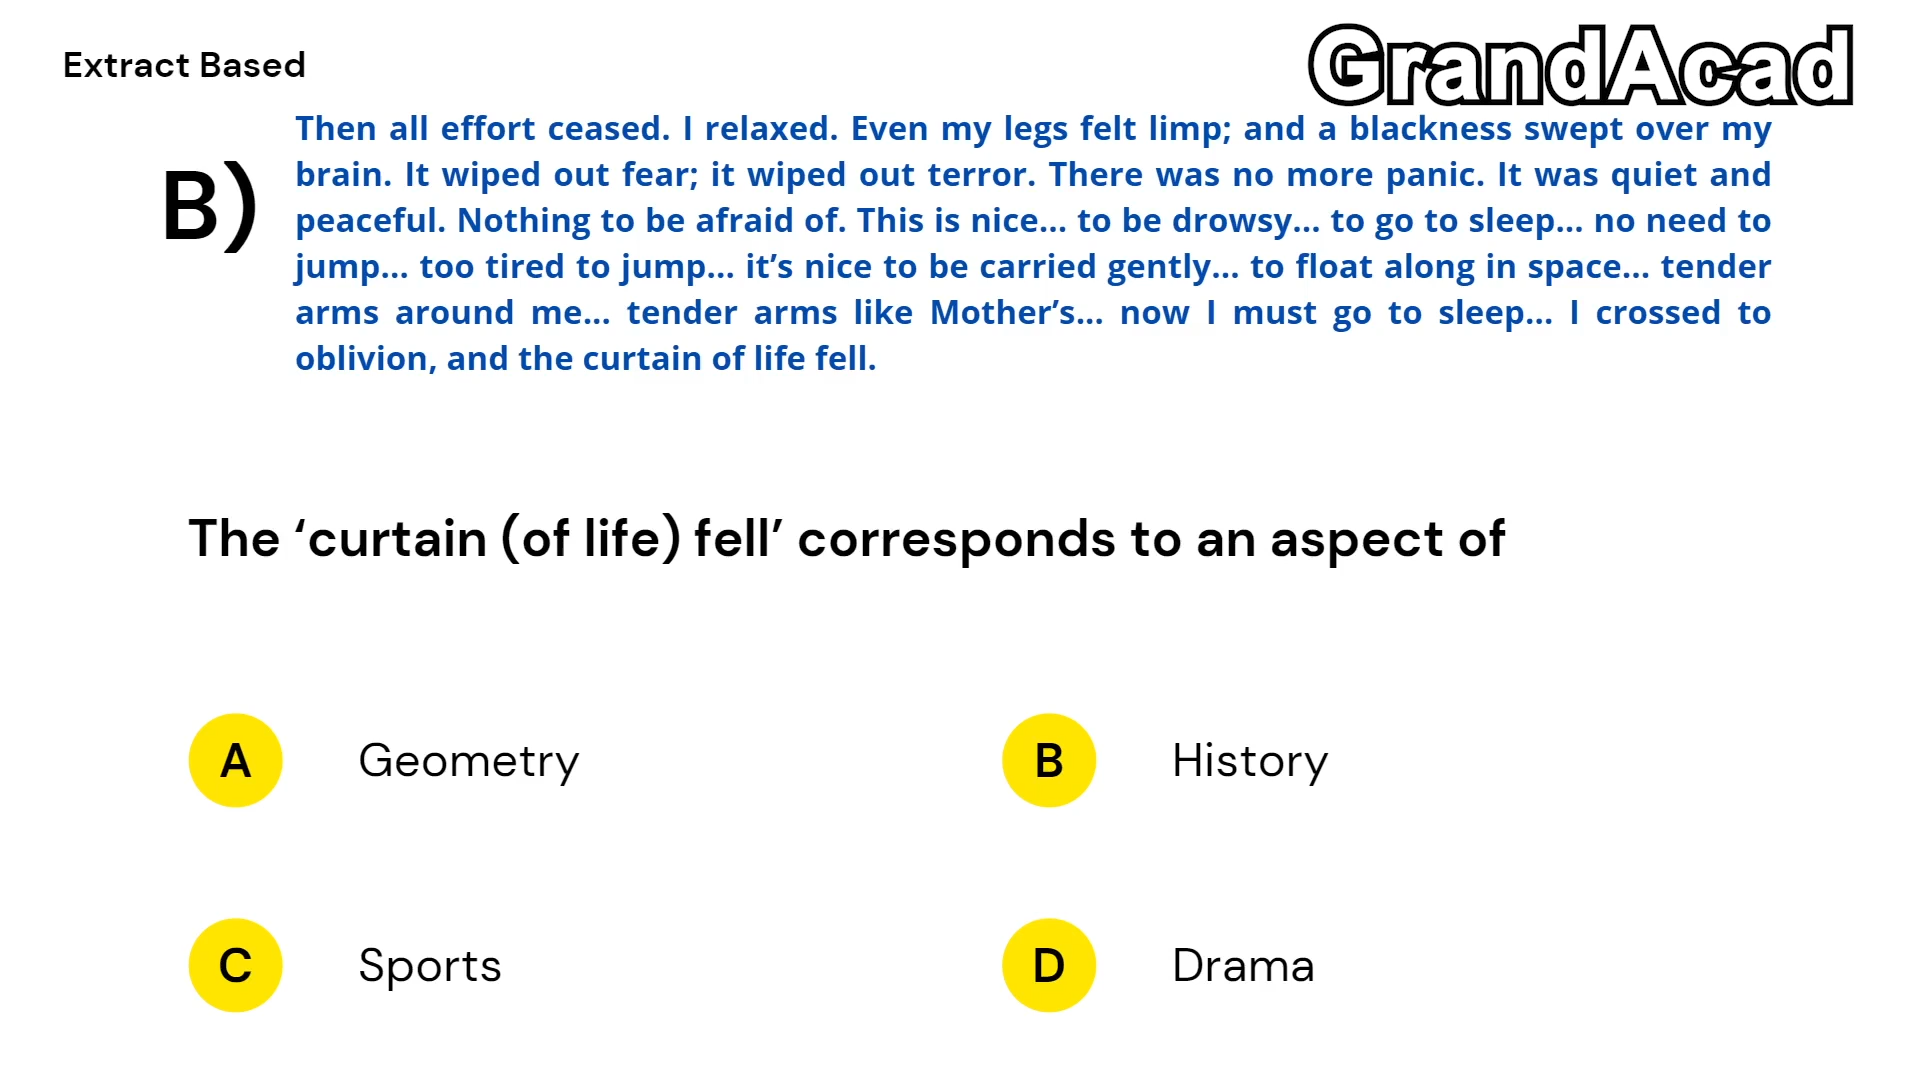 Extract Based
GrandAcad
B)
Then all effort ceased. I relaxed. Even my legs felt limp; and a blackness swept over my
brain. It wiped out fear; it wiped out terror. There was no more panic. It was quiet and
peaceful. Nothing to be afraid of. This is nice... to be drowsy... to go to sleep... no need to
jump... too tired to jump... it’s nice to be carried gently... to float along in space... tender
arms around me... tender arms like Mother’s... now I must go to sleep... I crossed to
oblivion, and the curtain of life fell.
The ‘curtain (of life) fell’ corresponds to an aspect of
A Geometry
B History
C Sports
D Drama